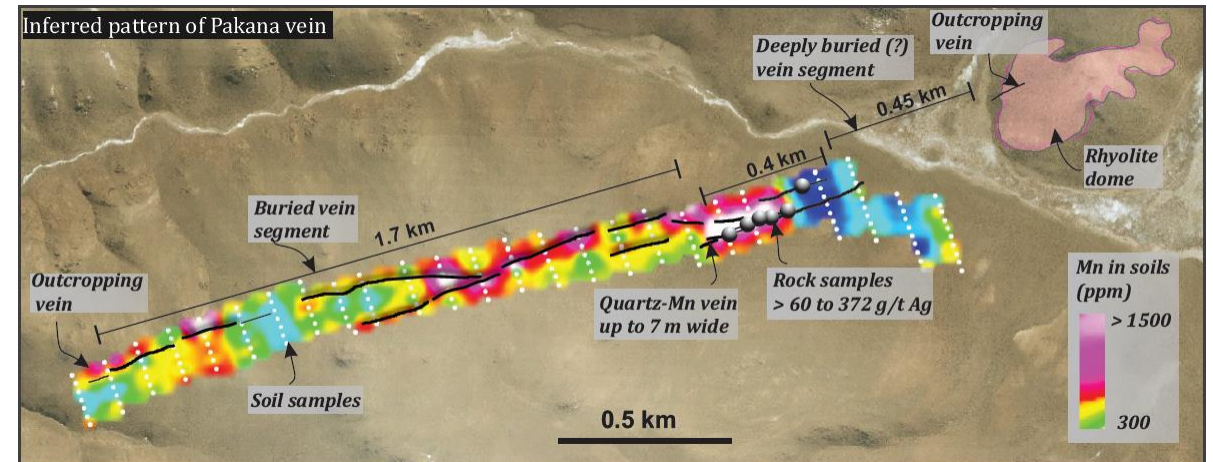 Inferred pattern of Pakana vein
Outcropping
vein
Deeply buried (?)
vein segment
0.45 km
Rhyolite
dome
0.4 km
Buried vein
segment
1.7 km
Outcropping
vein
Quartz-Mn vein
up to 7 m wide
Rock samples
> 60 to 372 g/t Ag
Soil samples
0.5 km
Mn in soils
(ppm)
> 1500
300